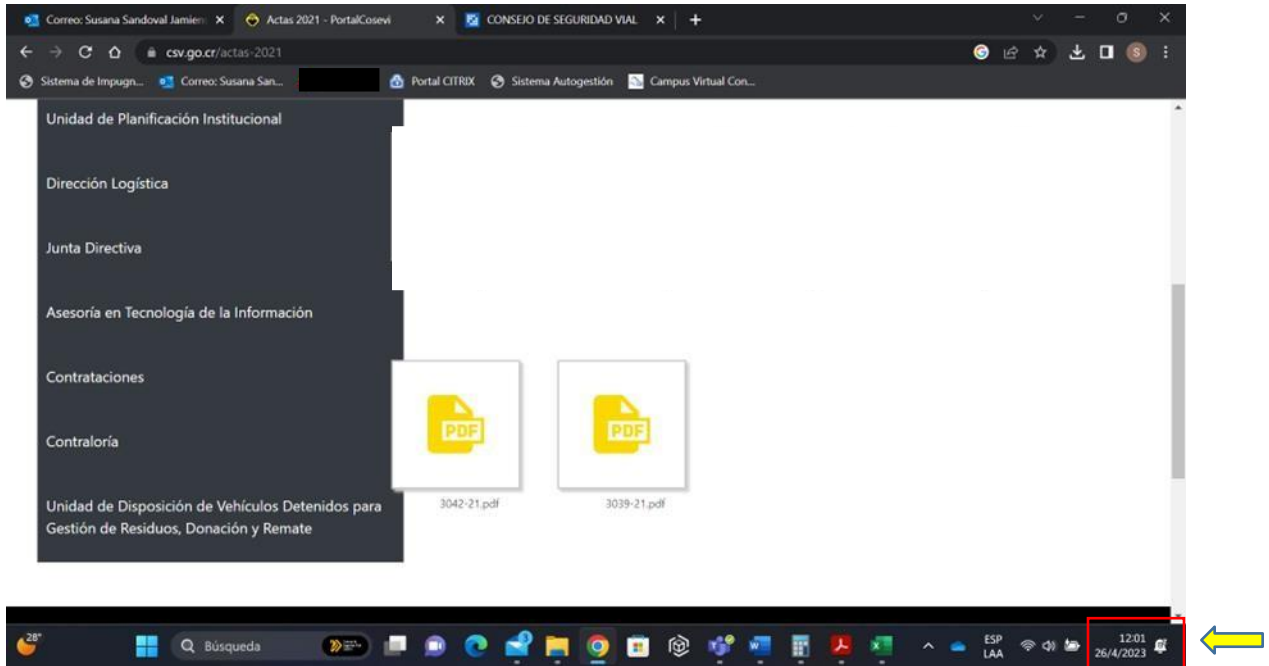 Correo: Susana Sandoval Jamien
Actas 2021 - PortalCosevi
CONSEJO DE SEGURIDAD VIAL
csv.go.cr/actas-2021
S
Sistema de Impugn...
Correo: Susana San...
Portal CITRIX
Sistema Autogestión
Campus Virtual Con...
Unidad de Planificación Institucional
Dirección Logística
Junta Directiva
Asesoría en Tecnología de la Información
Contrataciones
Contraloría
Unidad de Disposición de Vehículos Detenidos para
Gestión de Residuos, Donación y Remate
PDF
PDF
3042-21.pdf
3039-21.pdf
28°
Búsqueda
ESP
LAA
12:01
26/4/2023